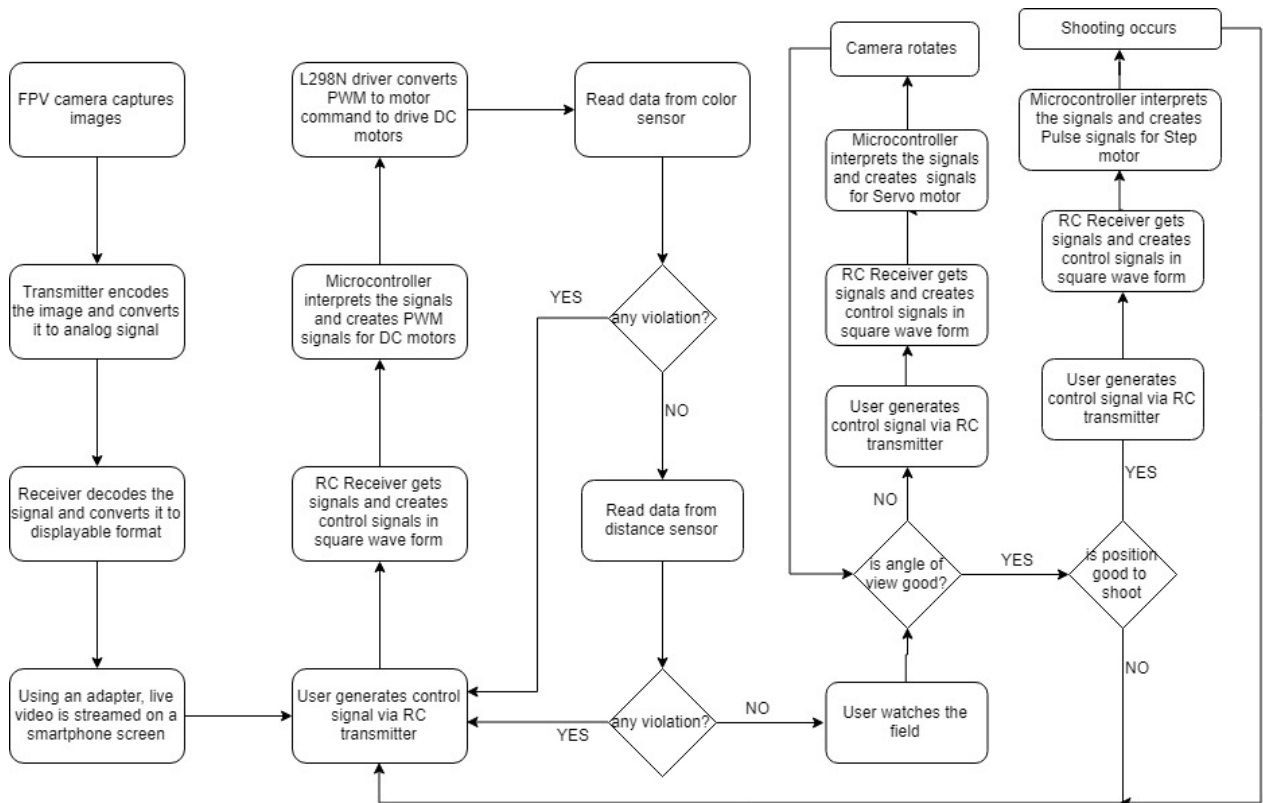 FPV camera captures
images
Transmitter encodes
the image and converts
it to analog signal
Receiver decodes the
signal and converts it to
displayable format
Using an adapter, live
video is streamed on a
smartphone screen
L298N driver converts
PWM to motor
command to drive DC
motors
Microcontroller
interprets the signals
and creates PWM
signals for DC motors
RC Receiver gets
signals and creates
control signals in
square wave form
User generates control
signal via RC
transmitter
Read data from color
sensor
YES
any violation?
NO
Read data from
distance sensor
any violation?
YES
NO
Camera rotates
Microcontroller
interprets the signals
and creates signals
for Servo motor
RC Receiver gets
signals and creates
control signals in
square wave form
User generates
control signal via RC
transmitter
NO
is angle of
view good?
YES
User watches the
field
Shooting occurs
Microcontroller interprets
the signals and creates
Pulse signals for Step
motor
RC Receiver gets
signals and creates
control signals in
square wave form
User generates
control signal via RC
transmitter
YES
is position
good to
shoot
NO